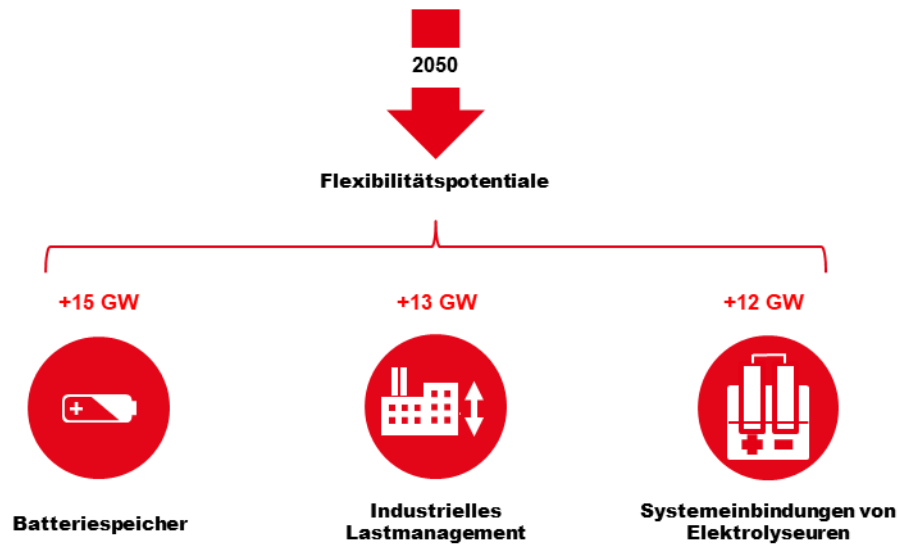 2050
Flexibilitätspotentiale
+15 GW
+13 GW
+12 GW
Batteriespeicher
Industrielles
Lastmanagement
Systemeinbindungen von
Elektrolyseuren